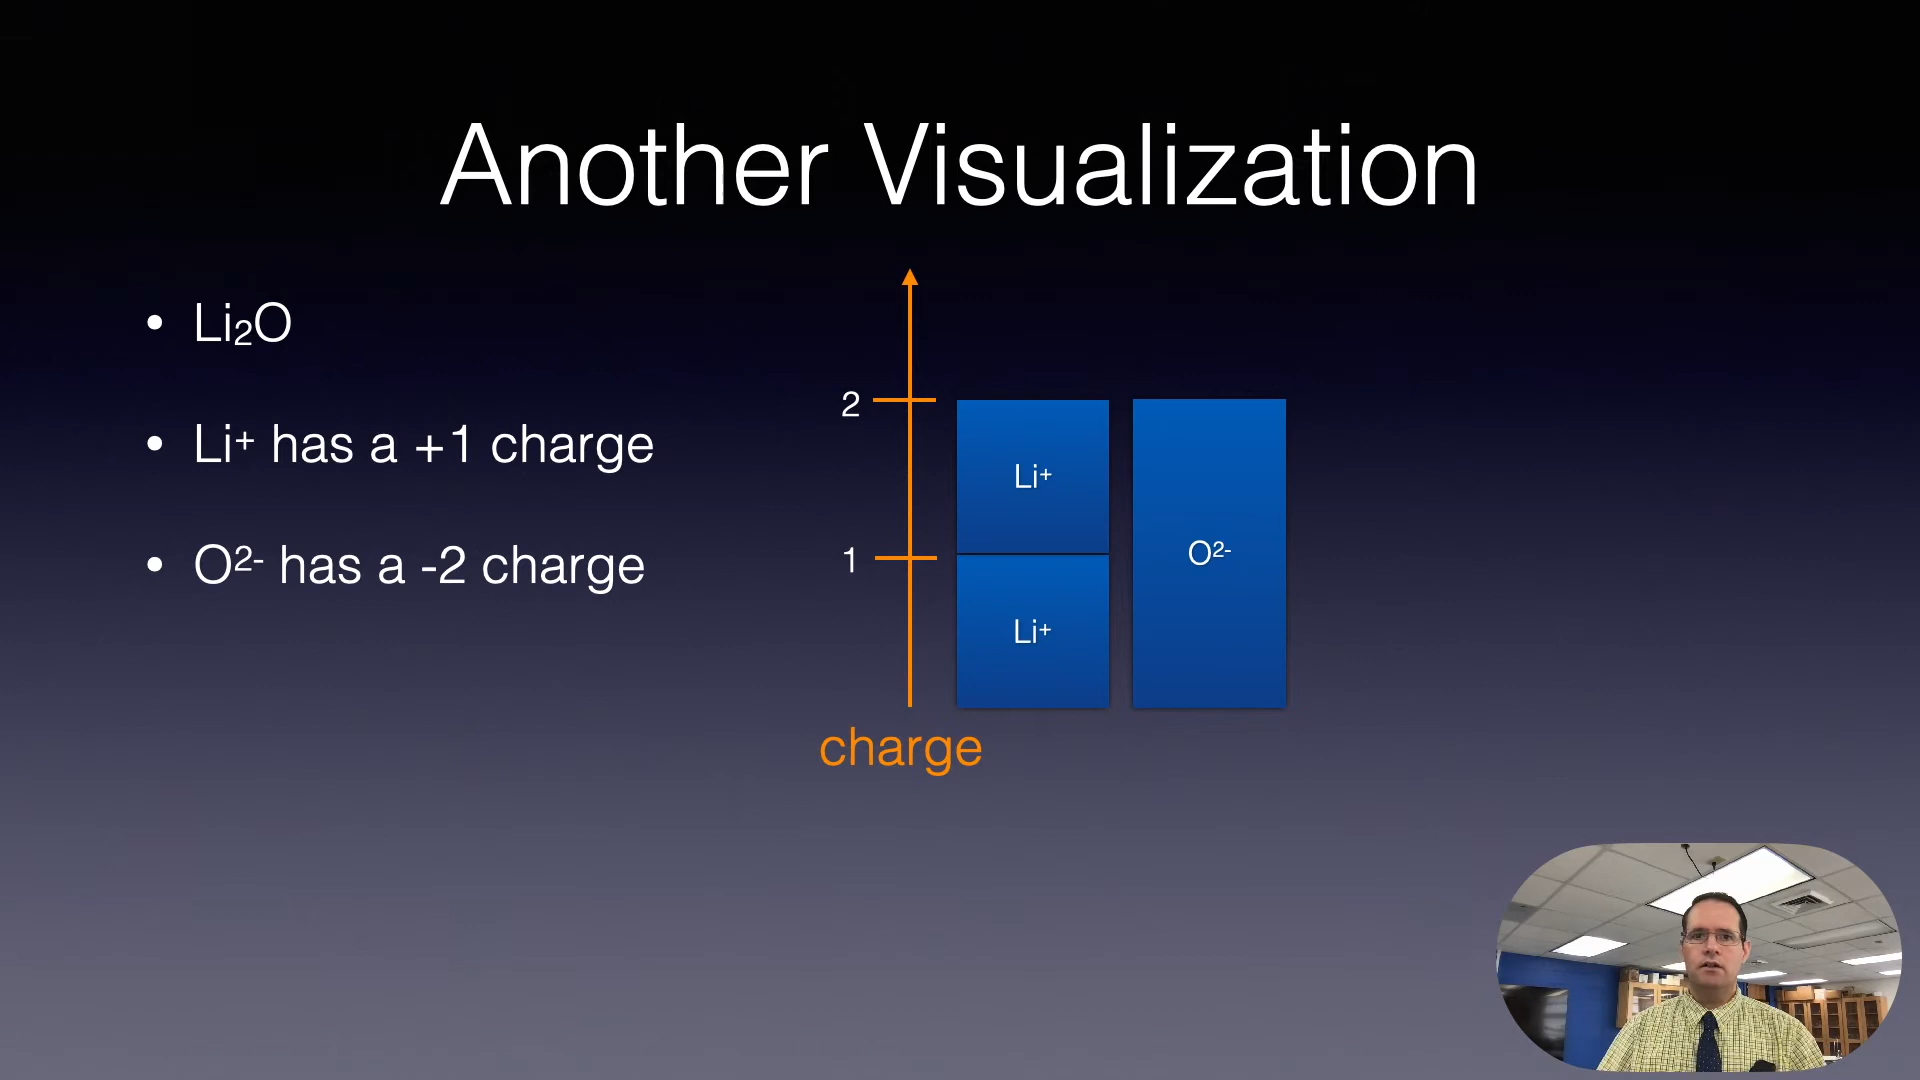 Another Visualization
• Li₂O
• Li⁺ has a +1 charge
• O²⁻ has a -2 charge
2
1
Li⁺
Li⁺
O²⁻
charge